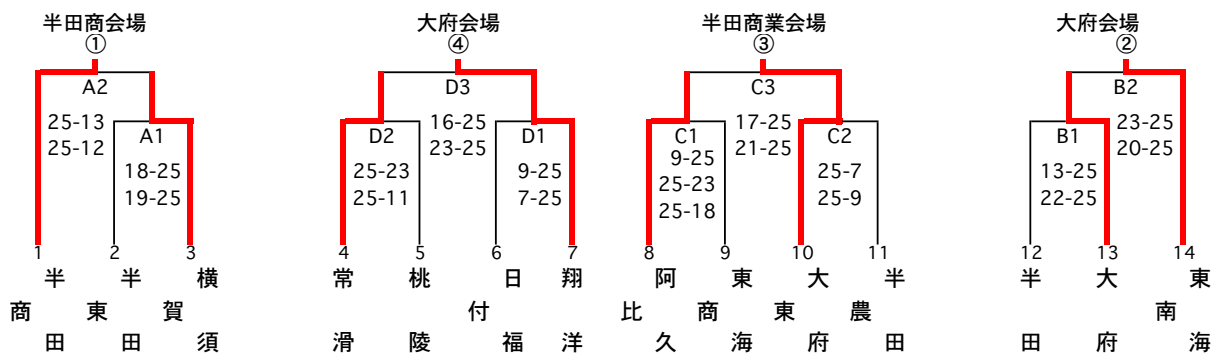 半田商会場 大府会場 半田商業会場 大府会場
① ④ ③ ②
A2 D3 C3 B2
25-13 16-25 17-25 23-25
25-12 23-25 21-25 20-25
A1 D2 D1 C1 C2 B1
18-25 25-23 9-25 9-25 25-7 13-25
19-25 25-11 7-25 25-23 25-9 22-25
25-18
1 2 3 4 5 6 7 8 9 10 11 12 13 14
半 半 横 常 桃 日 翔 阿 東 大 半 半 大 東
商 東 賀 付 比 商 東 農 南
田 田 須 滑 陵 福 洋 久 海 府 田 田 府 海